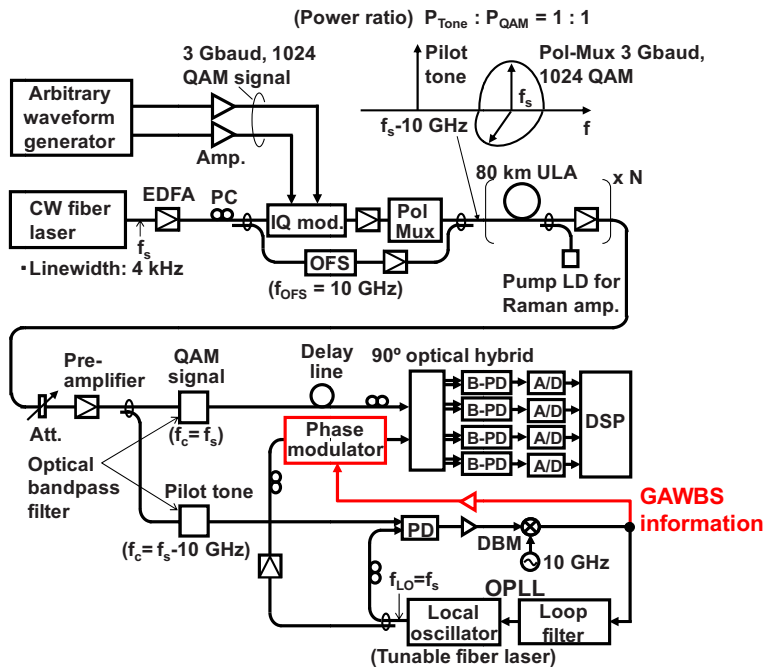 (Power ratio) P_Tone : P_QAM = 1 : 1
3 Gbaud, 1024
QAM signal
Pilot
tone
Pol-Mux 3 Gbaud,
1024 QAM
f_s
f_s-10 GHz
f
Arbitrary
waveform
generator
Amp.
80 km ULA
x N
EDFA
PC
CW fiber
laser
f_s
IQ mod.
Pol
Mux
・Linewidth: 4 kHz
OFS
(f_OFS = 10 GHz)
Pump LD for
Raman amp.
Pre-
amplifier
QAM
signal
Delay
line
90º optical hybrid
B-PD
A/D
B-PD
A/D
B-PD
A/D
B-PD
A/D
DSP
Att.
(f_c= f_s)
Phase
modulator
Optical
bandpass
filter
Pilot tone
GAWBS
information
(f_c= f_s-10 GHz)
PD
DBM
10 GHz
f_LO=f_s
OPLL
Local
oscillator
Loop
filter
(Tunable fiber laser)